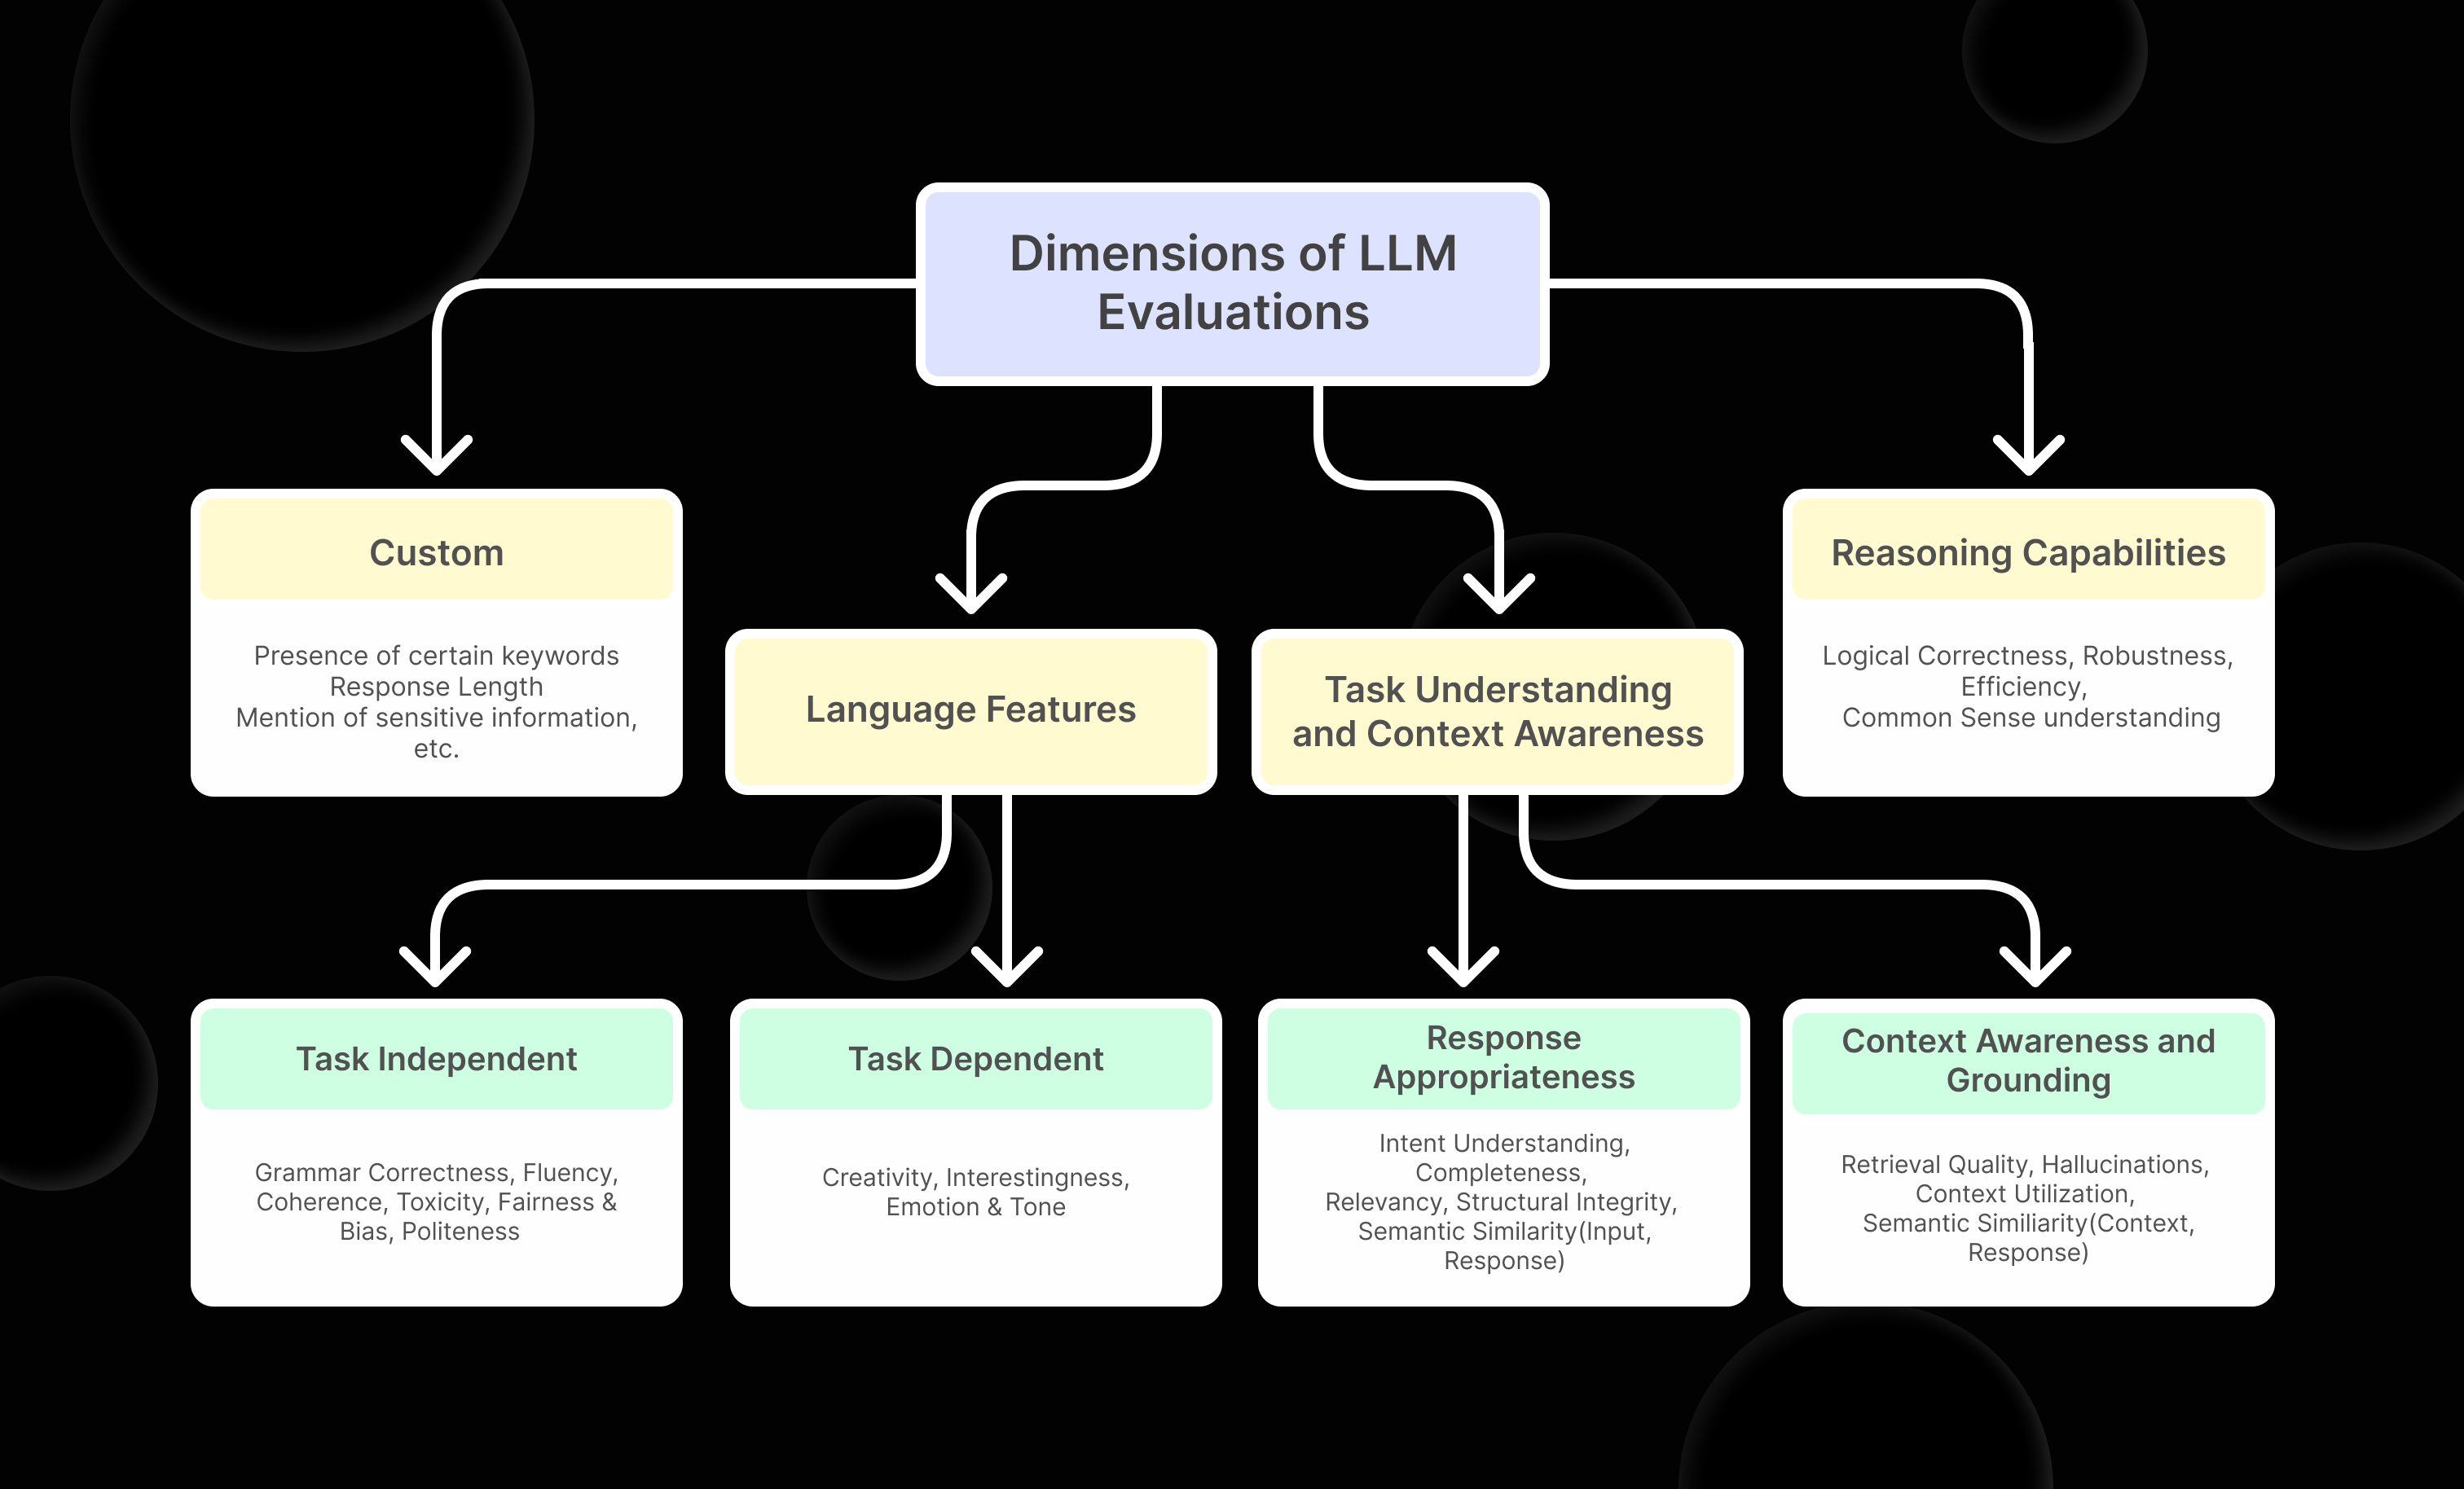 Dimensions of LLM
Evaluations
Custom
Presence of certain keywords
Response Length
Mention of sensitive information,
etc.
Language Features
Task Understanding
and Context Awareness
Reasoning Capabilities
Logical Correctness, Robustness,
Efficiency,
Common Sense understanding
Task Independent
Grammar Correctness, Fluency,
Coherence, Toxicity, Fairness &
Bias, Politeness
Task Dependent
Creativity, Interestingness,
Emotion & Tone
Response
Appropriateness
Intent Understanding,
Completeness,
Relevancy, Structural Integrity,
Semantic Similarity(Input,
Response)
Context Awareness and
Grounding
Retrieval Quality, Hallucinations,
Context Utilization,
Semantic Similiarity(Context,
Response)